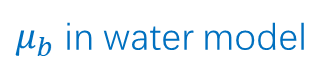 μ_b in water model